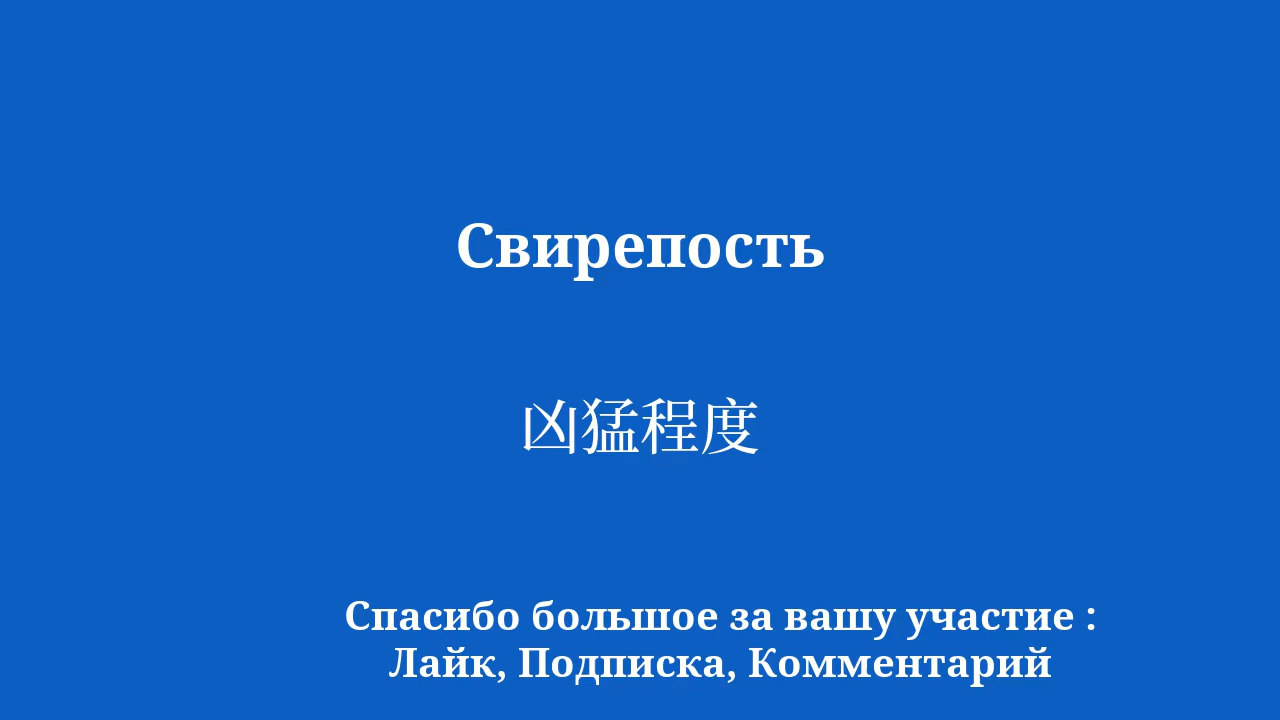 Свирепость
凶猛程度
Спасибо большое за вашу участие :
Лайк, Подписка, Комментарий